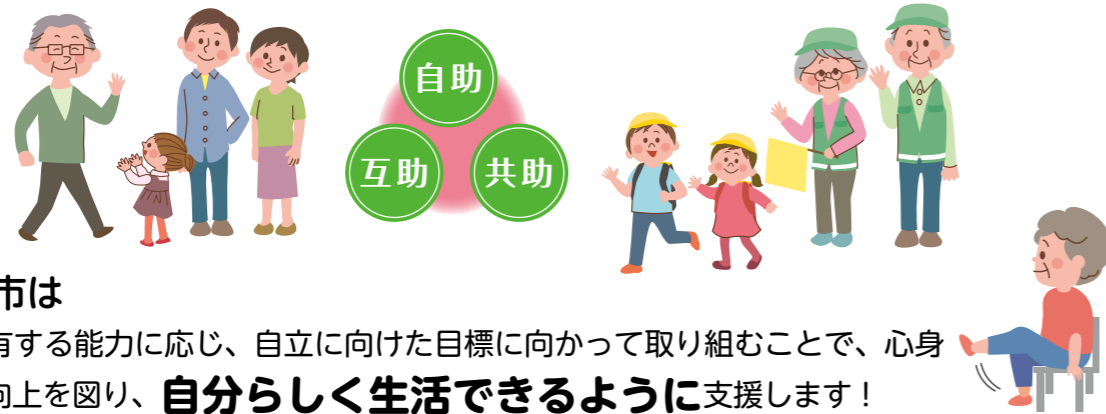 自助
互助
共助
市は
有する能力に応じ、自立に向けた目標に向かって取り組むことで、心身
向上を図り、自分らしく生活できるように支援します！